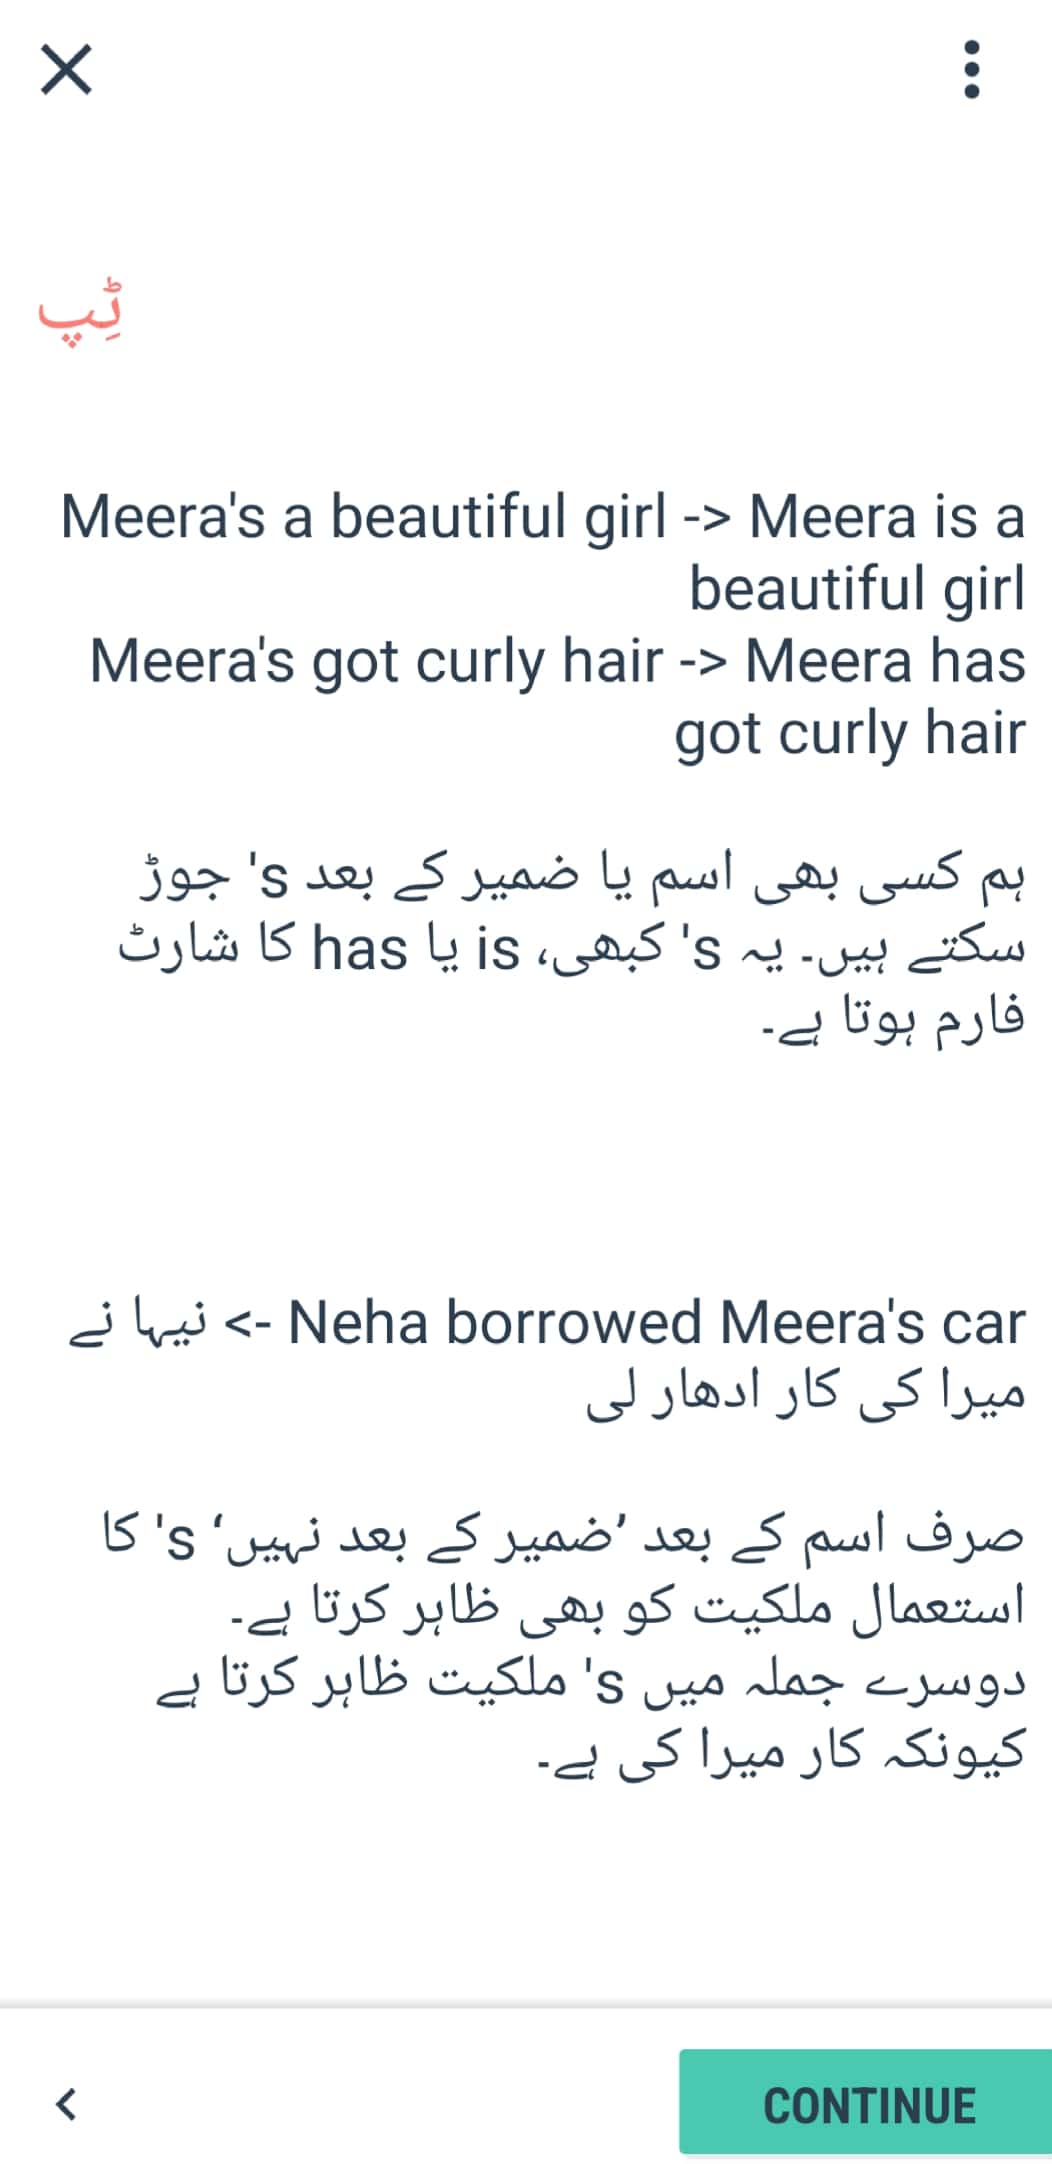 ٹِپ
Meera's a beautiful girl -> Meera is a
beautiful girl
Meera's got curly hair -> Meera has
got curly hair
ہم کسی بھی اسم یا ضمیر کے بعد s' جوڑ
سکتے ہیں۔ یہ s' کبھی، is یا has کا شارٹ
فارم ہوتا ہے۔
Neha borrowed Meera's car -> نیہا نے
میرا کی کار ادھار لی
صرف اسم کے بعد ’ضمیر کے بعد نہیں‘ s' کا
استعمال ملکیت کو بھی ظاہر کرتا ہے۔
دوسرے جملہ میں s' ملکیت ظاہر کرتا ہے
کیونکہ کار میرا کی ہے۔
CONTINUE